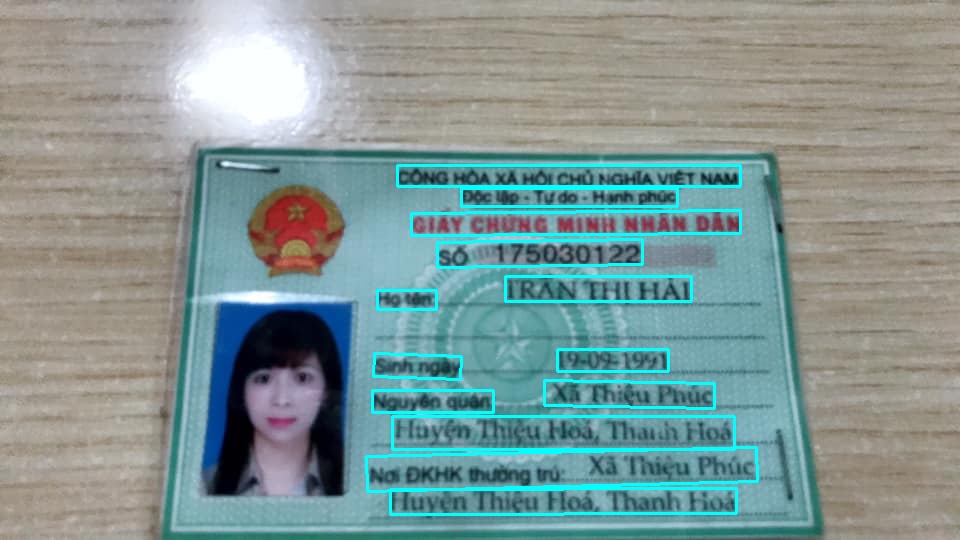 CỘNG HÒA XÃ HỘI CHỦ NGHĨA VIỆT NAM
Độc lập - Tự do - Hạnh phúc
GIẤY CHỨNG MINH NHÂN DÂN
SỐ 175030122
Họ tên: TRẦN THỊ HẢI
Sinh ngày 19-09-1991
Nguyên quán Xã Thiệu Phúc
Huyện Thiệu Hoá, Thanh Hoá
Nơi ĐKHK thường trú: Xã Thiệu Phúc
Huyện Thiệu Hoá, Thanh Hoá